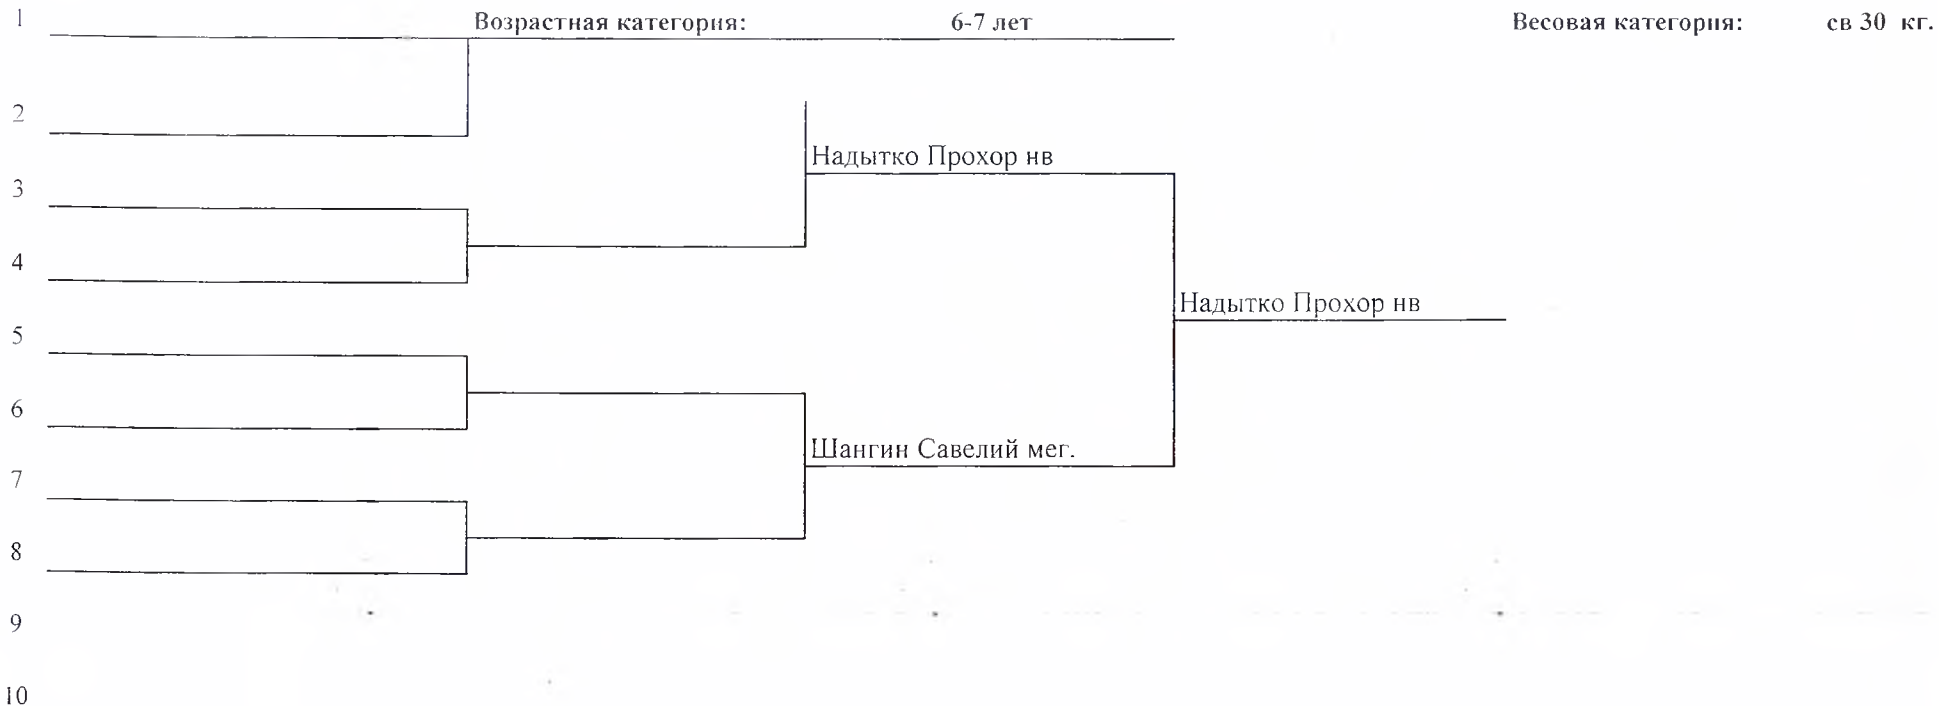 1 Возрастная категория: 6-7 лет Весовая категория: св 30 кг.
2
Надытко Прохор нв
3
4
Надытко Прохор нв
5
6
Шангин Савелий мег.
7
8
9
10